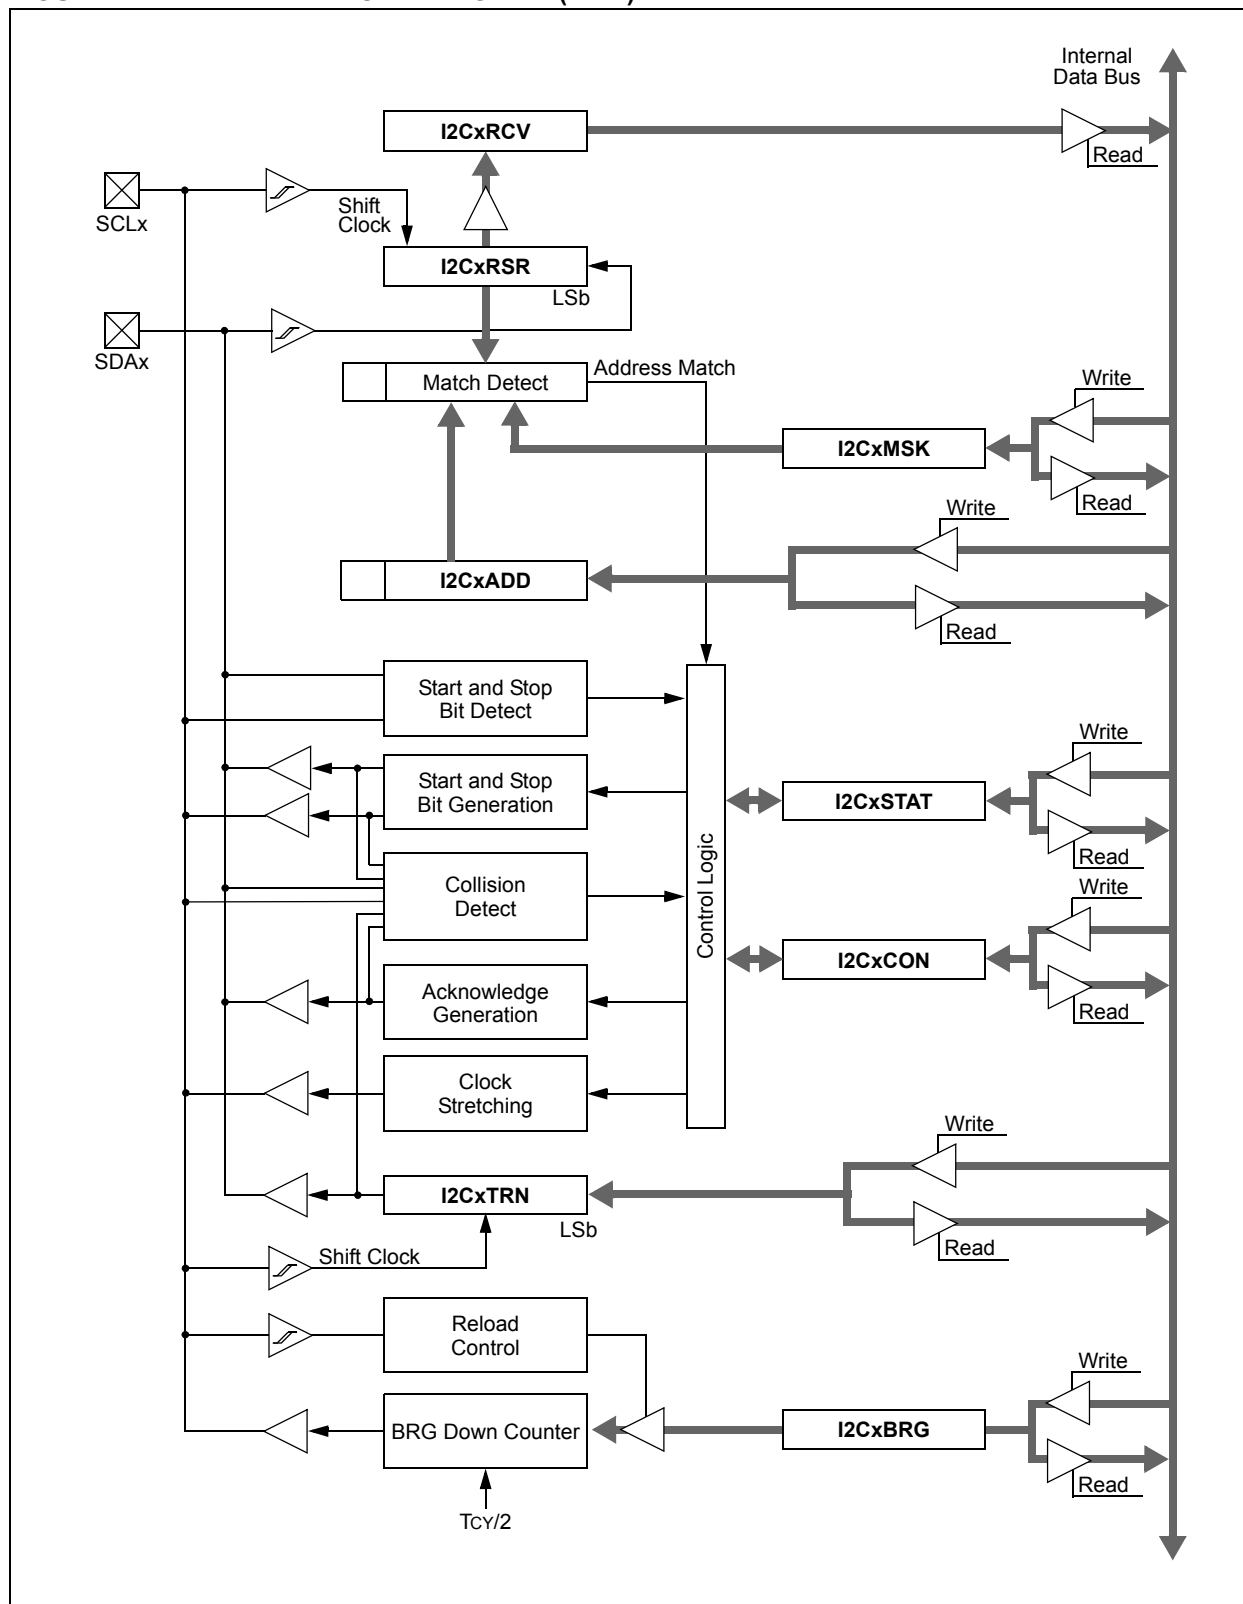 Internal
Data Bus
I2CxRCV
Read
SCLx
Shift
Clock
I2CxRSR
LSb
SDAx
Match Detect
Address Match
Write
I2CxMSK
Read
Write
I2CxADD
Read
Start and Stop
Bit Detect
Write
Start and Stop
Bit Generation
I2CxSTAT
Read
Control Logic
Collision
Detect
Write
I2CxCON
Acknowledge
Generation
Read
Clock
Stretching
Write
I2CxTRN
LSb
Read
Shift Clock
Reload
Control
Write
BRG Down Counter
I2CxBRG
Read
TCY/2